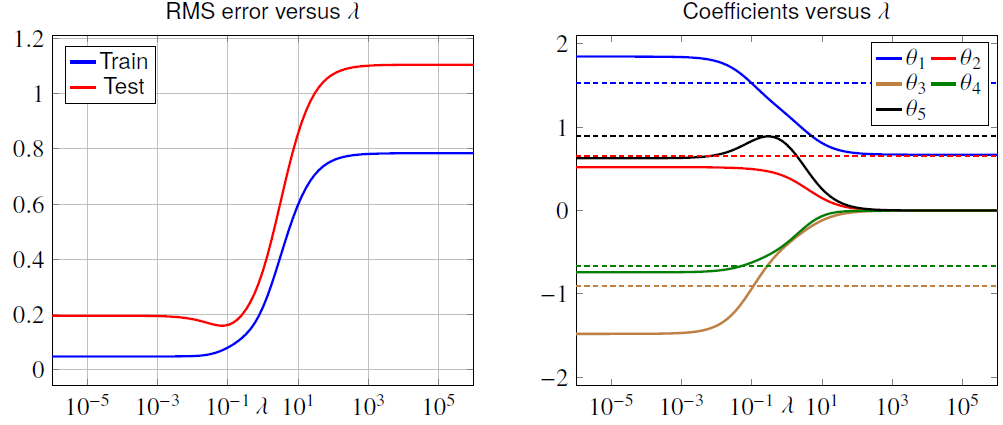 RMS error versus λ
1.2
1
0.8
0.6
0.4
0.2
0
Train
Test
10⁻⁵ 10⁻³ 10⁻¹ λ 10¹ 10³ 10⁵
Coefficients versus λ
2
1
0
−1
−2
θ₁ θ₂
θ₃ θ₄
θ₅
10⁻⁵ 10⁻³ 10⁻¹ λ 10¹ 10³ 10⁵